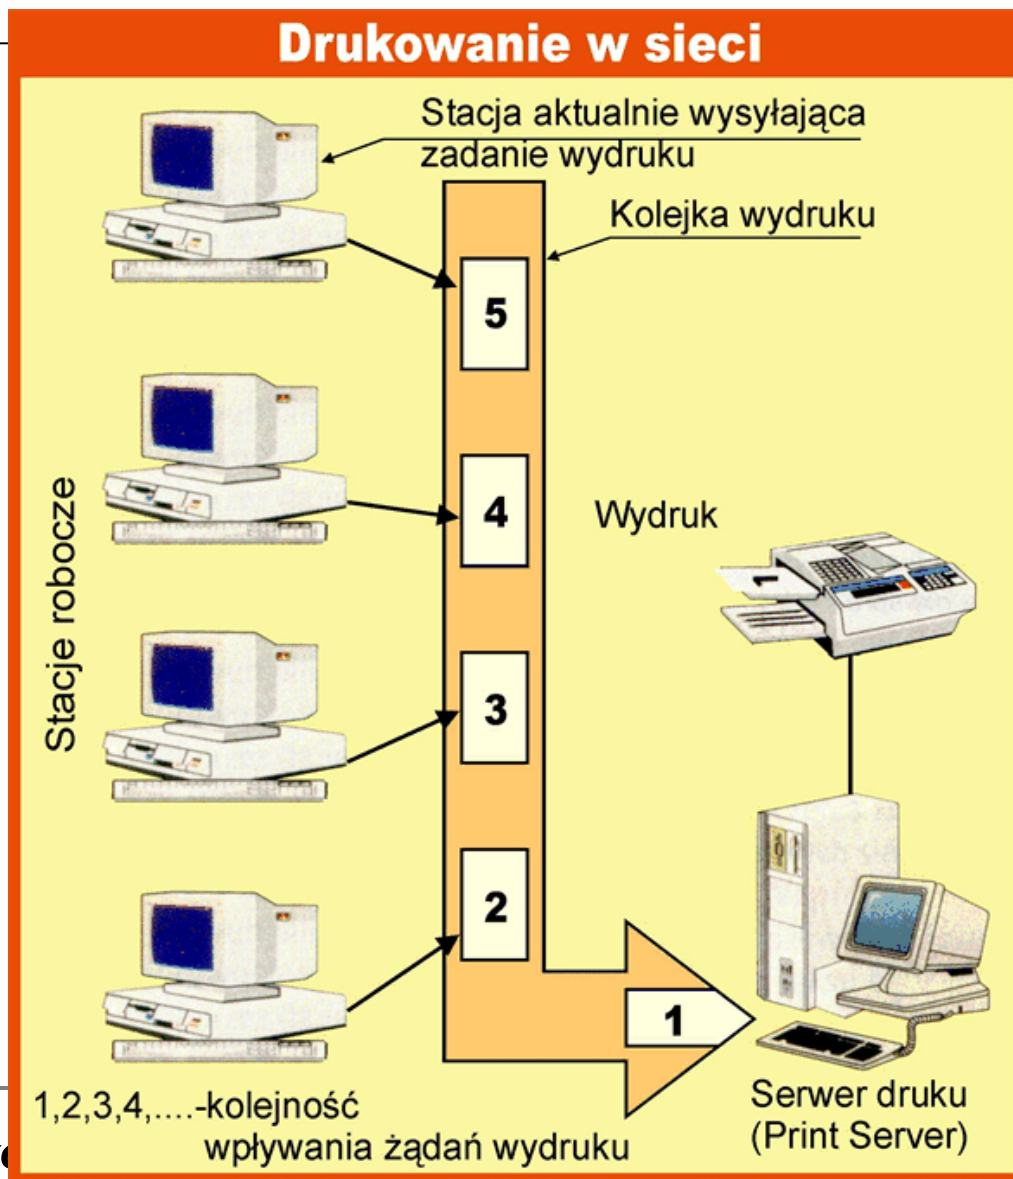 Drukowanie w sieci
Stacja aktualnie wysyłająca
zadanie wydruku
Kolejka wydruku
5
4
Wydruk
1
Stacje robocze
3
2
1
1,2,3,4,....-kolejność
wpływania żądań wydruku
Serwer druku
(Print Server)